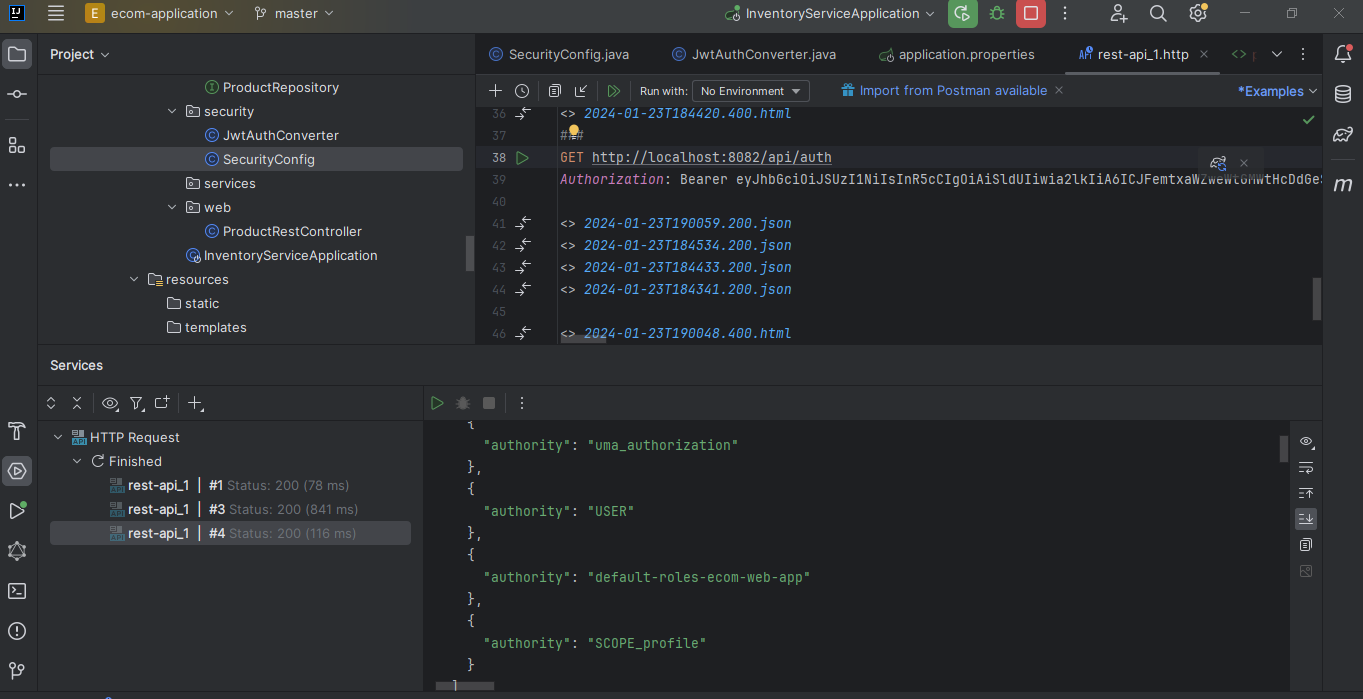 E ecom-application master InventoryServiceApplication
Project
ProductRepository
security
JwtAuthConverter
SecurityConfig
services
web
ProductRestController
InventoryServiceApplication
resources
static
templates
SecurityConfig.java JwtAuthConverter.java application.properties API rest-api_1.http <>
Run with: No Environment Import from Postman available *Examples
36 <> 2024-01-23T184420.400.html
37 ###
38 GET http://localhost:8082/api/auth
39 Authorization: Bearer
40
41 <> 2024-01-23T190059.200.json
42 <> 2024-01-23T184534.200.json
43 <> 2024-01-23T184433.200.json
44 <> 2024-01-23T184341.200.json
45
46 <> 2024-01-23T190048.400.html
m
Services
HTTP Request
Finished
rest-api_1 | #1 Status: 200 (78 ms)
rest-api_1 | #3 Status: 200 (841 ms)
rest-api_1 | #4 Status: 200 (116 ms)
{
"authority": "uma_authorization"
},
{
"authority": "USER"
},
{
"authority": "default-roles-ecom-web-app"
},
{
"authority": "SCOPE_profile"
}
]